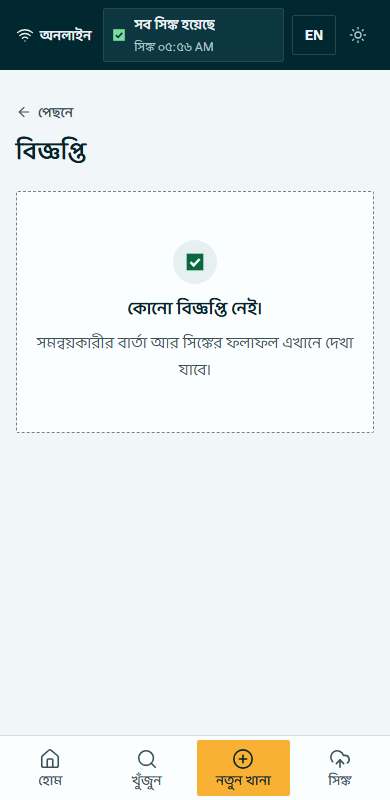 অনলাইন
সব সিঙ্ক হয়েছে
সিঙ্ক ০৫:৫৬ AM
EN
পেছনে
বিজ্ঞপ্তি
কোনো বিজ্ঞপ্তি নেই।
সমন্বয়কারীর বার্তা আর সিঙ্কের ফলাফল এখানে দেখা
যাবে।
হোম
খুঁজুন
নতুন খানা
সিঙ্ক